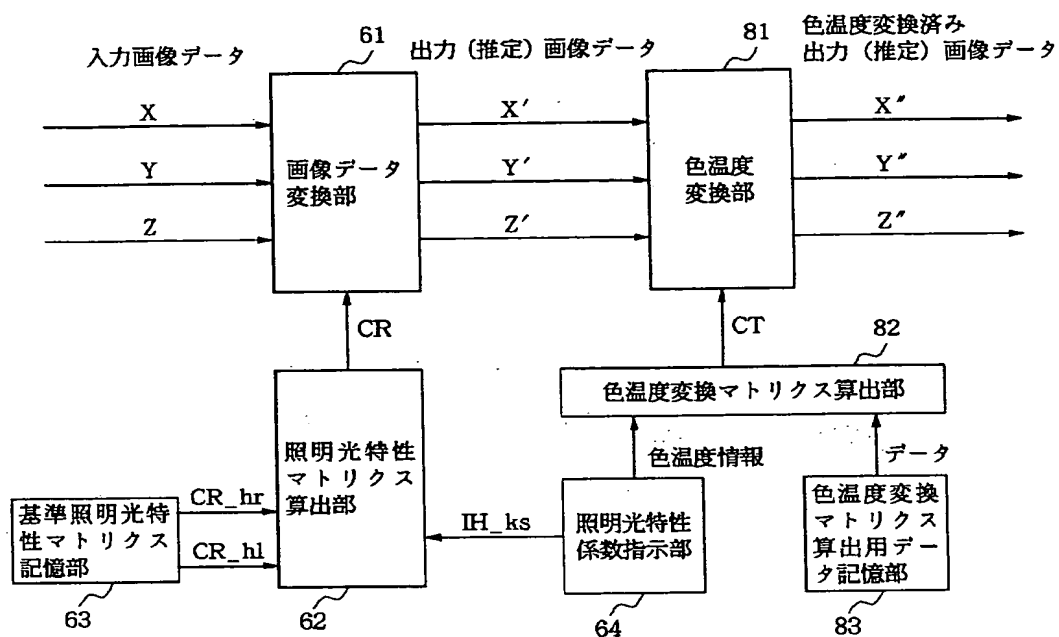 入力画像データ
61
出力（推定）画像データ
81
色温度変換済み
出力（推定）画像データ
X
Y
Z
画像データ
変換部
X′
Y′
Z′
色温度
変換部
X″
Y″
Z″
CR
CT
82
色温度変換マトリクス算出部
照明光特性
マトリクス
算出部
色温度情報
データ
基準照明光特
性マトリクス
記憶部
CR_hr
CR_hl
IH_ks
照明光特性
係数指示部
色温度変換
マトリクス
算出用デー
タ記憶部
63
62
64
83